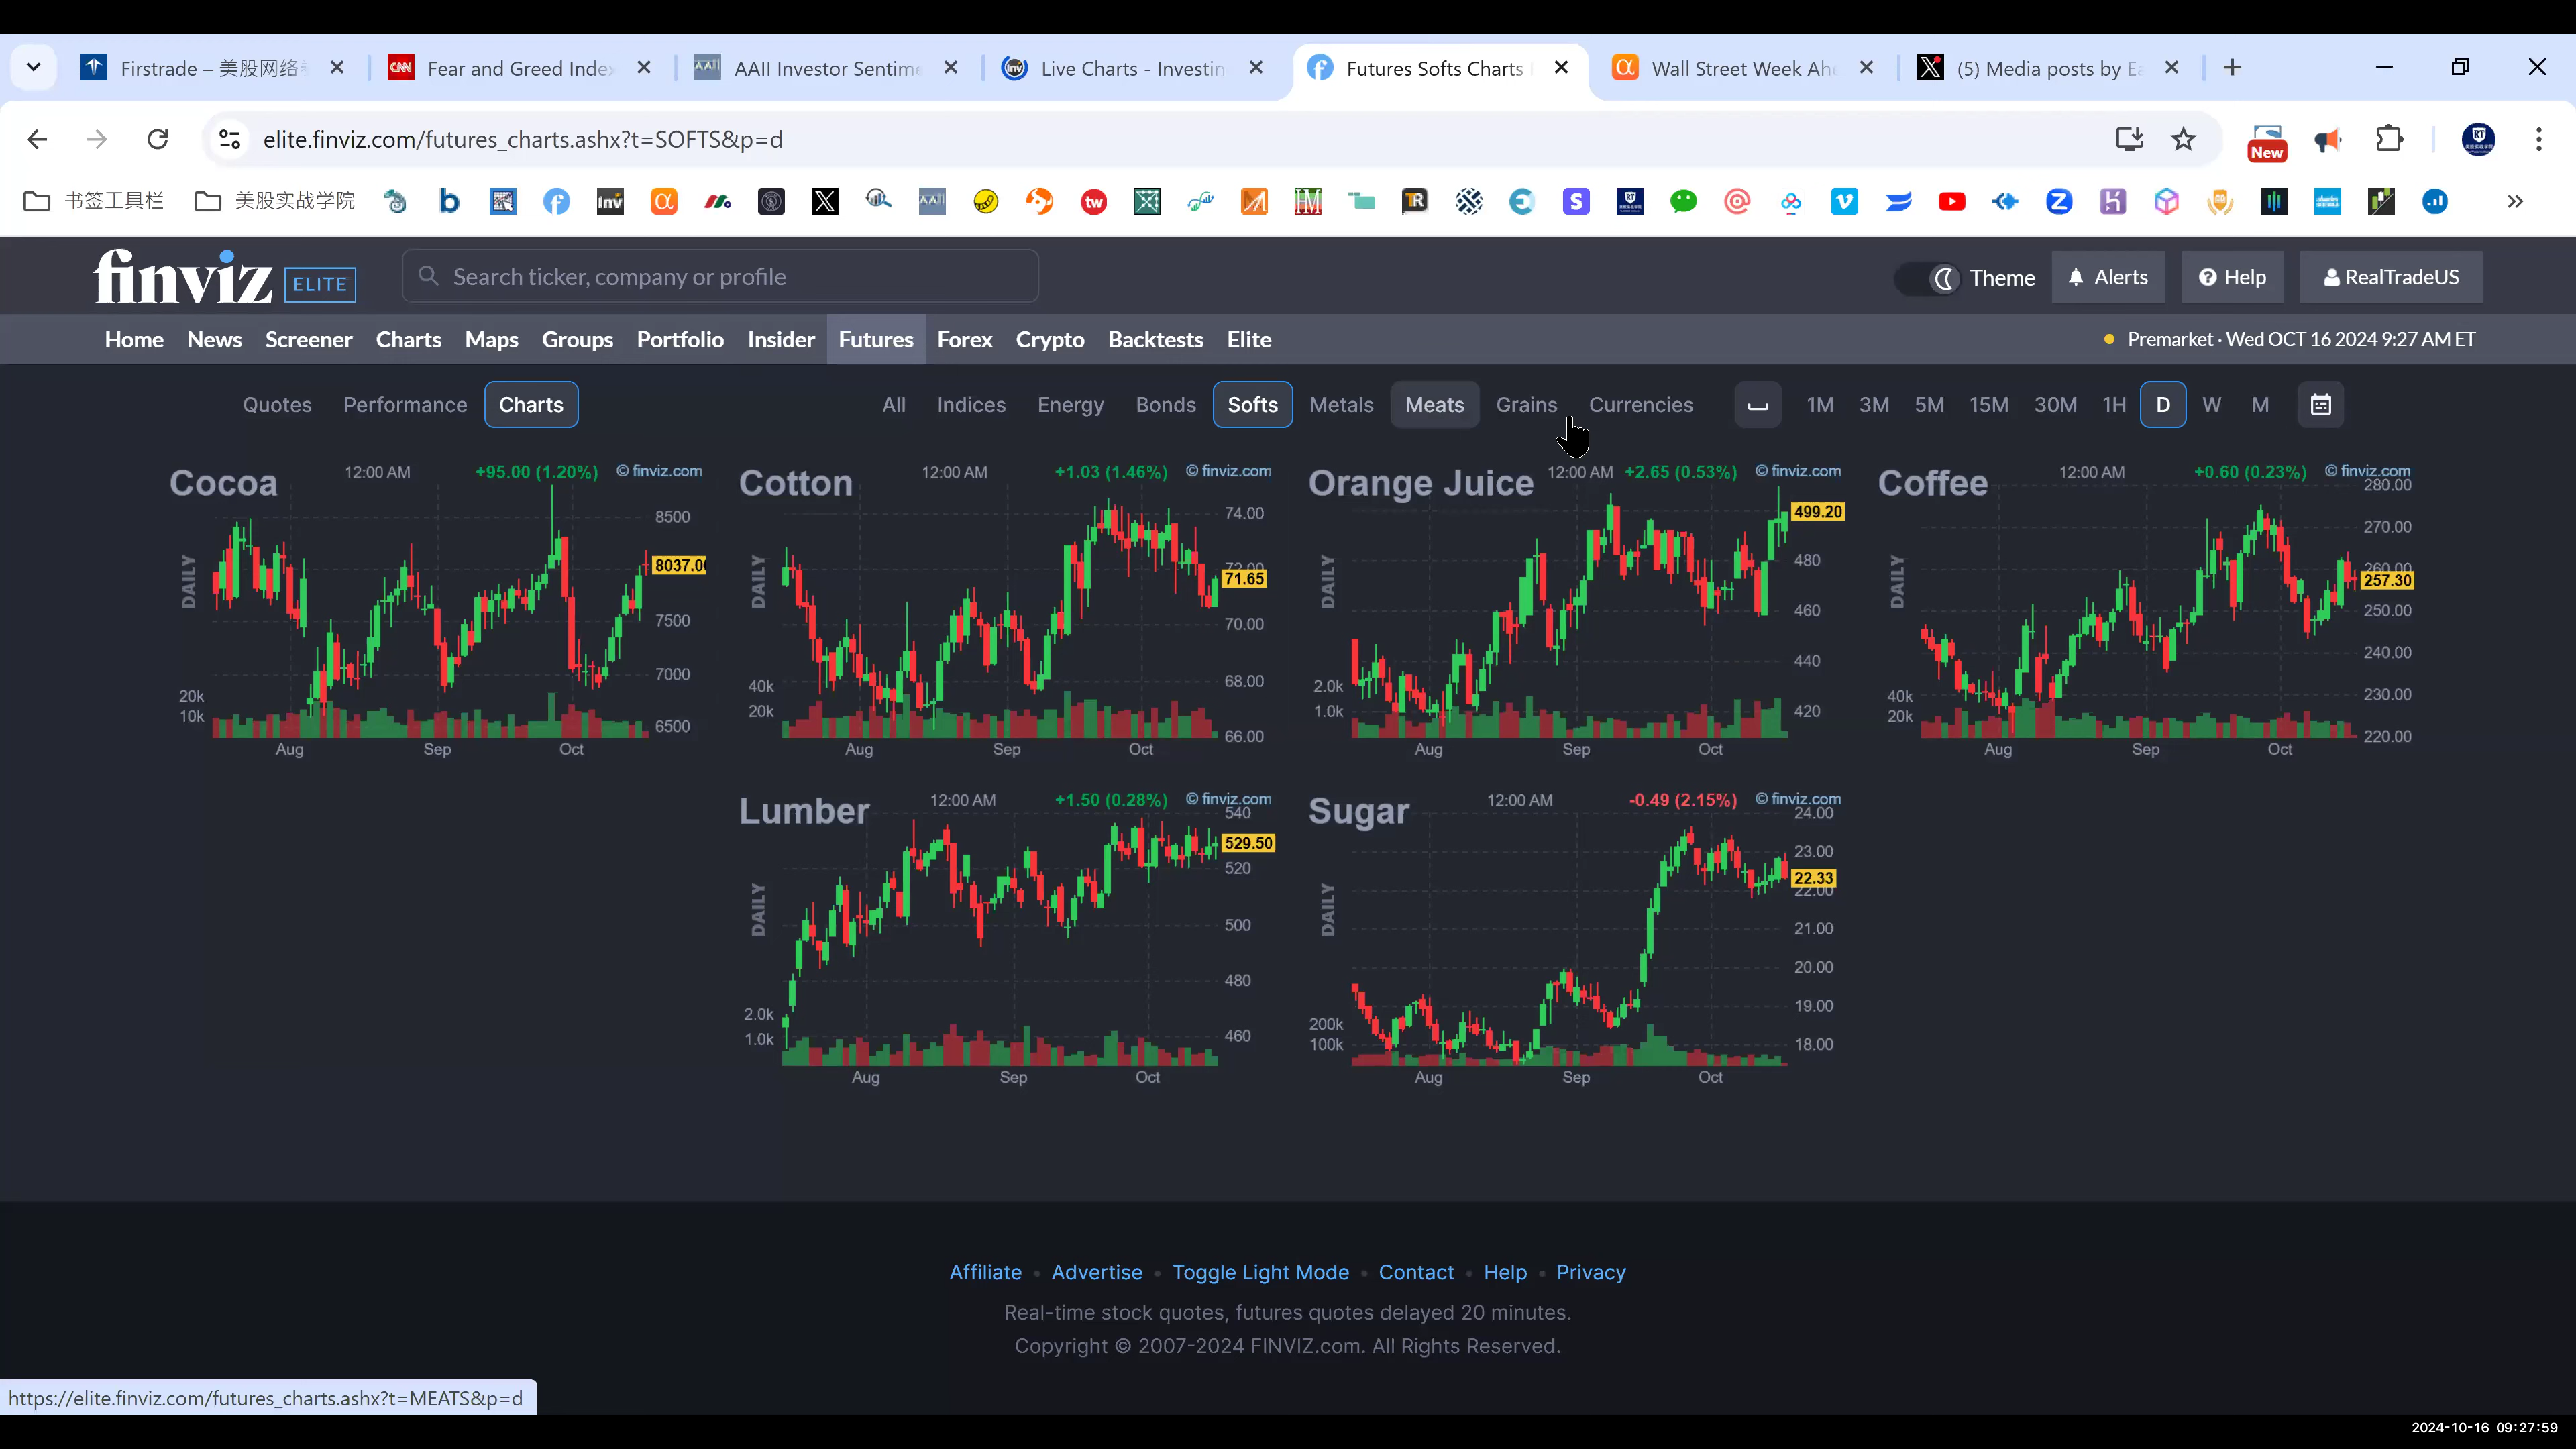 Firstrade – 美股网络
Fear and Greed Index
AAII Investor Sentime
Live Charts - Investin
Futures Softs Charts
Wall Street Week Ahe
(5) Media posts by Ea
elite.finviz.com/futures_charts.ashx?t=SOFTS&p=d
New
书签工具栏
美股实战学院
finviz ELITE
Search ticker, company or profile
Theme
Alerts
Help
RealTradeUS
Home News Screener Charts Maps Groups Portfolio Insider Futures Forex Crypto Backtests Elite
Premarket · Wed OCT 16 2024 9:27 AM ET
Quotes Performance Charts
All Indices Energy Bonds Softs Metals Meats Grains Currencies
1M 3M 5M 15M 30M 1H D W M
Cocoa 12:00 AM +95.00 (1.20%) © finviz.com
DAILY
8500
8037.0
7500
7000
6500
20k
10k
Aug Sep Oct
Cotton 12:00 AM +1.03 (1.46%) © finviz.com
DAILY
74.00
72.00
71.65
70.00
68.00
66.00
40k
20k
Aug Sep Oct
Orange Juice 12:00 AM +2.65 (0.53%) © finviz.com
DAILY
499.20
480
460
440
420
2.0k
1.0k
Aug Sep Oct
Coffee 12:00 AM +0.60 (0.23%) © finviz.com
DAILY
280.00
270.00
260.00
257.30
250.00
240.00
230.00
220.00
40k
20k
Aug Sep Oct
Lumber 12:00 AM +1.50 (0.28%) © finviz.com
DAILY
540
529.50
520
500
480
460
2.0k
1.0k
Aug Sep Oct
Sugar 12:00 AM -0.49 (2.15%) © finviz.com
DAILY
24.00
23.00
22.33
22.00
21.00
20.00
19.00
18.00
200k
100k
Aug Sep Oct
Affiliate • Advertise • Toggle Light Mode • Contact • Help • Privacy
Real-time stock quotes, futures quotes delayed 20 minutes.
Copyright © 2007-2024 FINVIZ.com. All Rights Reserved.
https://elite.finviz.com/futures_charts.ashx?t=MEATS&p=d
2024-10-16 09:27:59